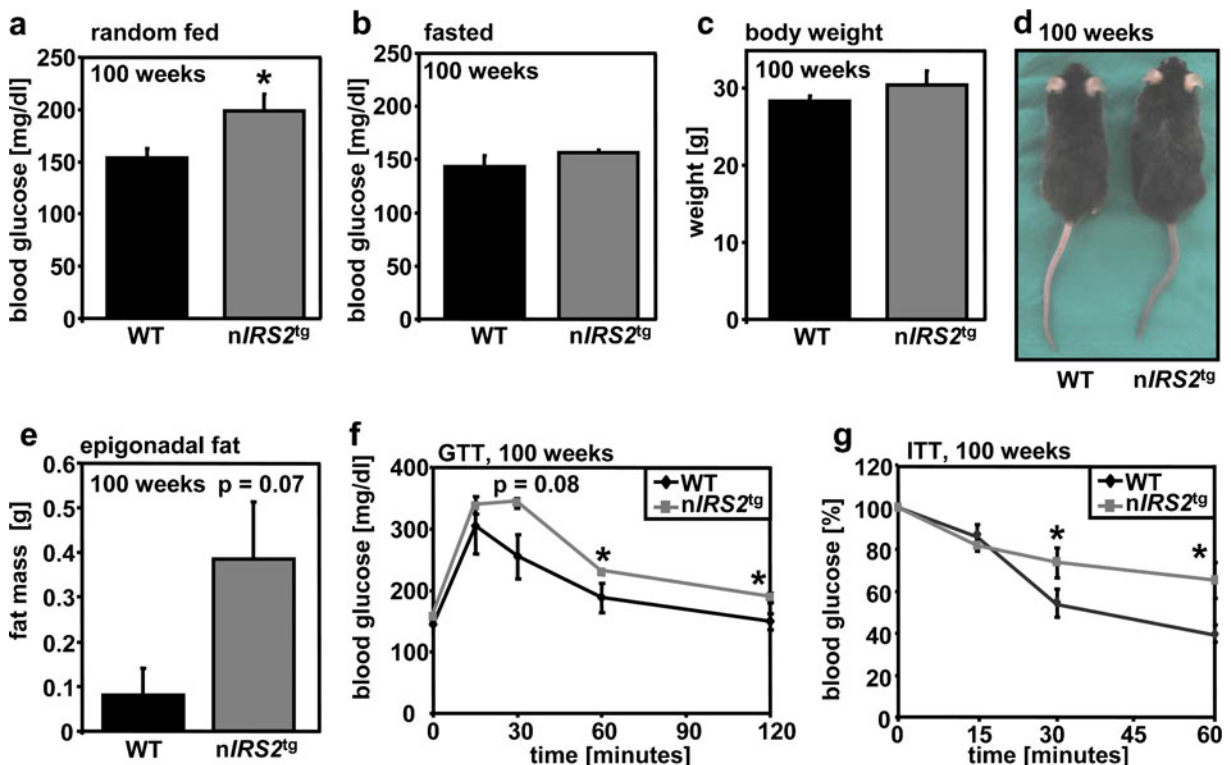 a random fed
blood glucose [mg/dl]
250
200
150
100
50
0
100 weeks
*
WT nIRS2tg
b fasted
blood glucose [mg/dl]
250
200
150
100
50
0
100 weeks
WT nIRS2tg
c body weight
weight [g]
30
20
10
0
100 weeks
WT nIRS2tg
d 100 weeks
WT nIRS2tg
e epigonadal fat
fat mass [g]
0.6
0.5
0.4
0.3
0.2
0.1
0
100 weeks p = 0.07
WT nIRS2tg
f GTT, 100 weeks
blood glucose [mg/dl]
400
300
200
100
0
p = 0.08
WT
nIRS2tg
* *
0 30 60 90 120
time [minutes]
g ITT, 100 weeks
blood glucose [%]
120
100
80
60
40
20
0
WT
nIRS2tg
* *
0 15 30 45 60
time [minutes]